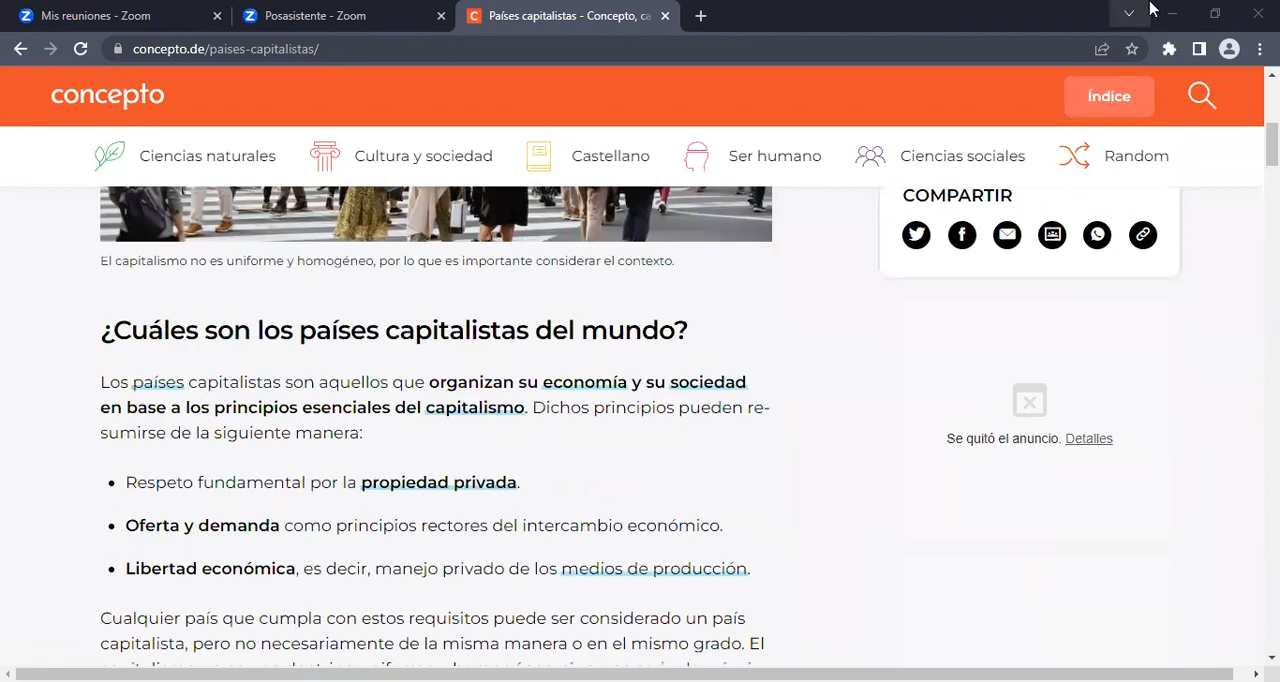 Mis reuniones - Zoom
Posasistente - Zoom
Países capitalistas - Concepto, ca
concepto.de/paises-capitalistas/
concepto
Índice
Ciencias naturales
Cultura y sociedad
Castellano
Ser humano
Ciencias sociales
Random
COMPARTIR
El capitalismo no es uniforme y homogéneo, por lo que es importante considerar el contexto.
¿Cuáles son los países capitalistas del mundo?
Los países capitalistas son aquellos que organizan su economía y su sociedad
en base a los principios esenciales del capitalismo. Dichos principios pueden re-
sumirse de la siguiente manera:
• Respeto fundamental por la propiedad privada.
• Oferta y demanda como principios rectores del intercambio económico.
• Libertad económica, es decir, manejo privado de los medios de producción.
Se quitó el anuncio. Detalles
Cualquier país que cumpla con estos requisitos puede ser considerado un país
capitalista, pero no necesariamente de la misma manera o en el mismo grado. El